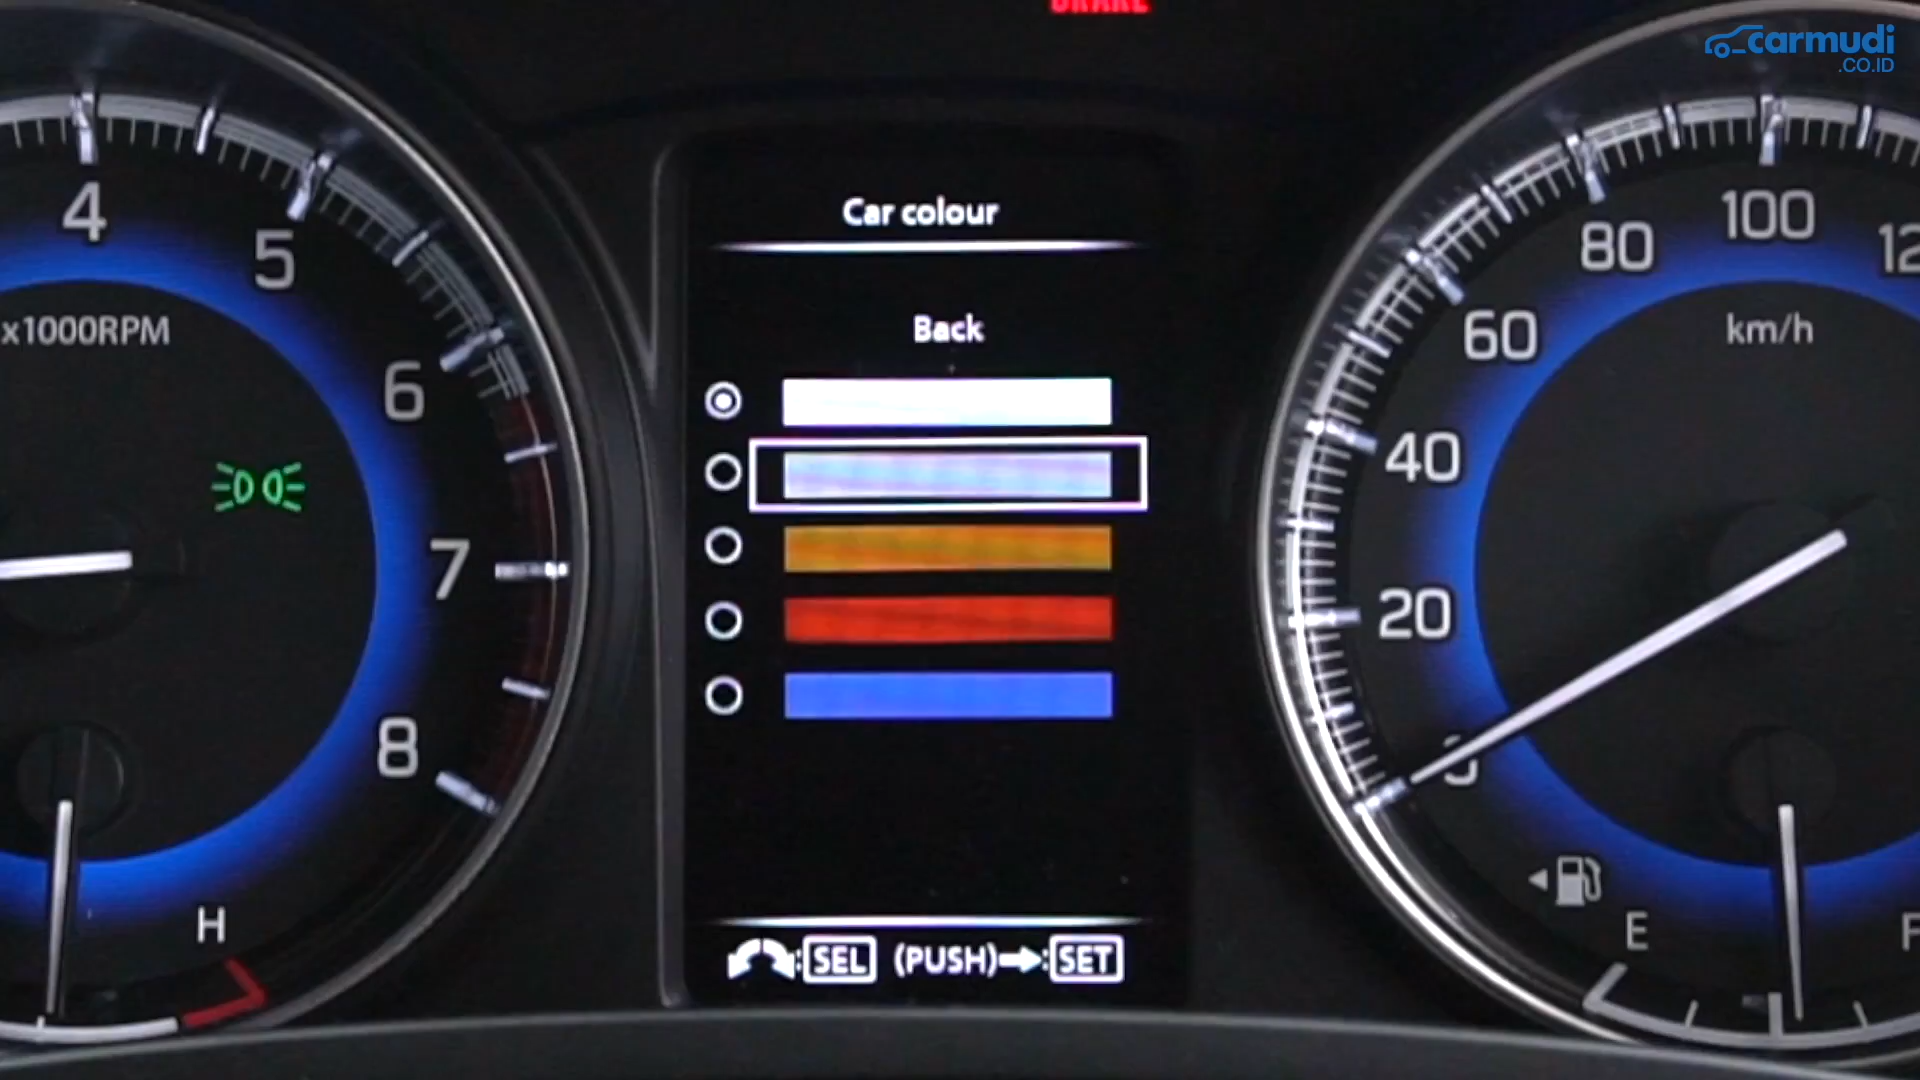 BRAKE
carmudi
.CO.ID
4
5
6
7
8
x1000RPM
H
Car colour
Back
:SEL (PUSH)→:SET
100
80
60
40
20
km/h
E
F